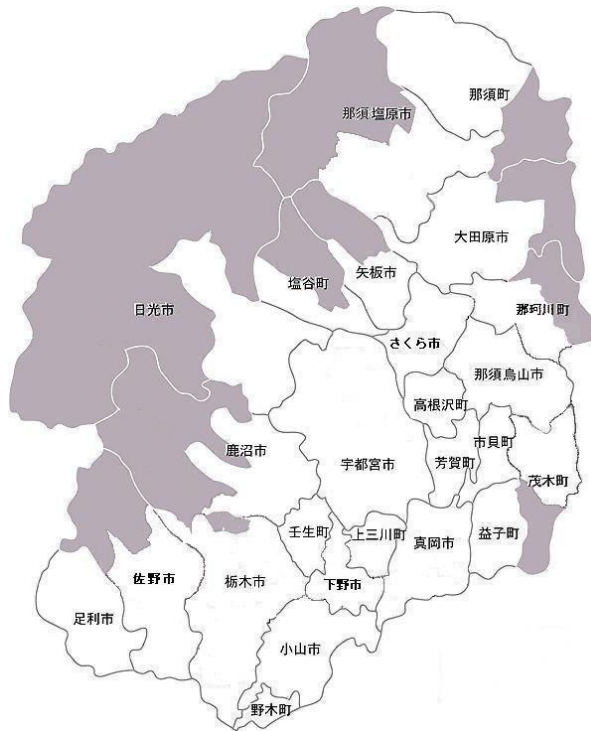 那須町
那須塩原市
大田原市
矢板市
塩谷町
日光市
那珂川町
さくら市
那須烏山市
高根沢町
鹿沼市
宇都宮市
芳賀町
市貝町
茂木町
壬生町
上三川町
真岡市
益子町
佐野市
栃木市
下野市
足利市
小山市
野木町